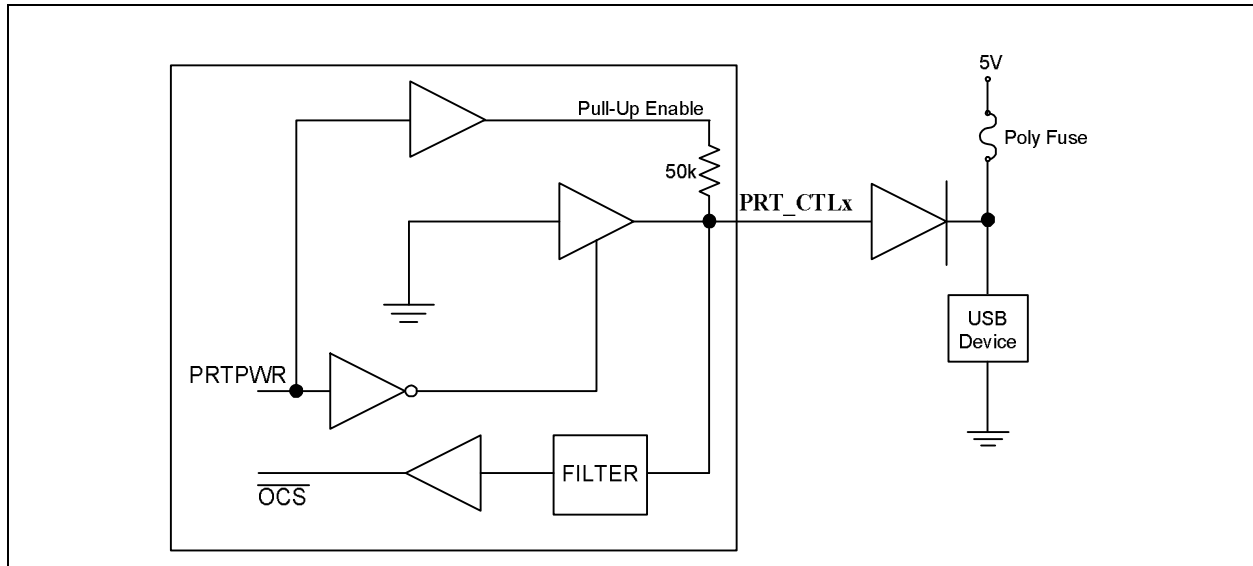 5V
Pull-Up Enable
Poly Fuse
50k
PRT_CTLx
USB
Device
PRTPWR
FILTER
OCS